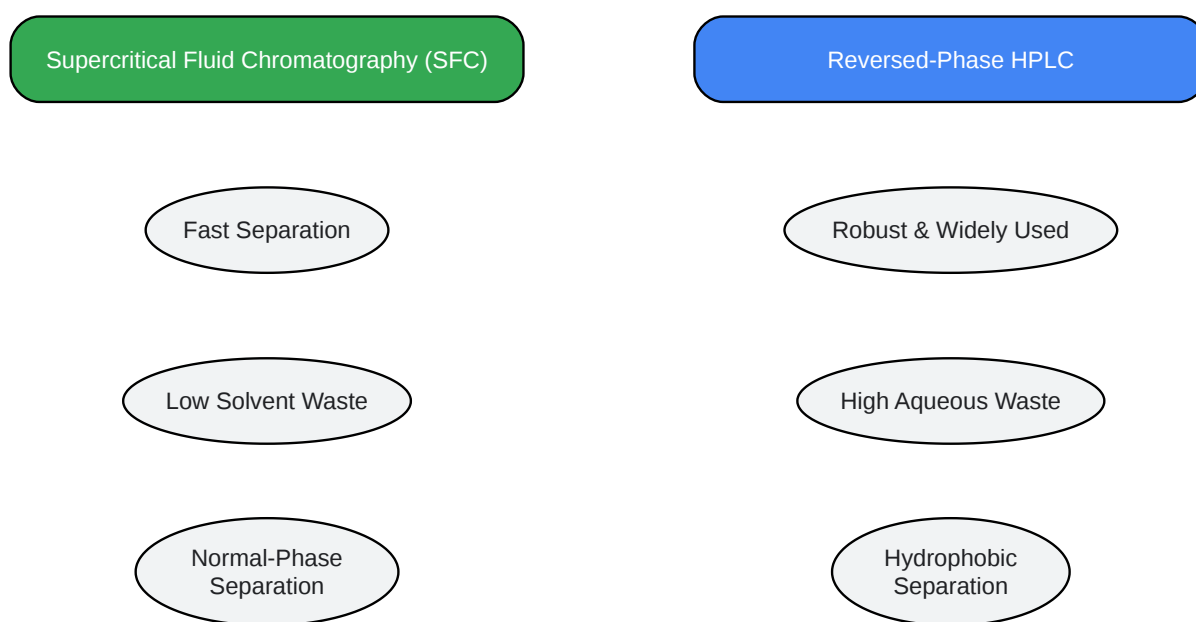 Supercritical Fluid Chromatography (SFC)
Reversed-Phase HPLC
Fast Separation
Robust & Widely Used
Low Solvent Waste
High Aqueous Waste
Normal-Phase
Separation
Hydrophobic
Separation